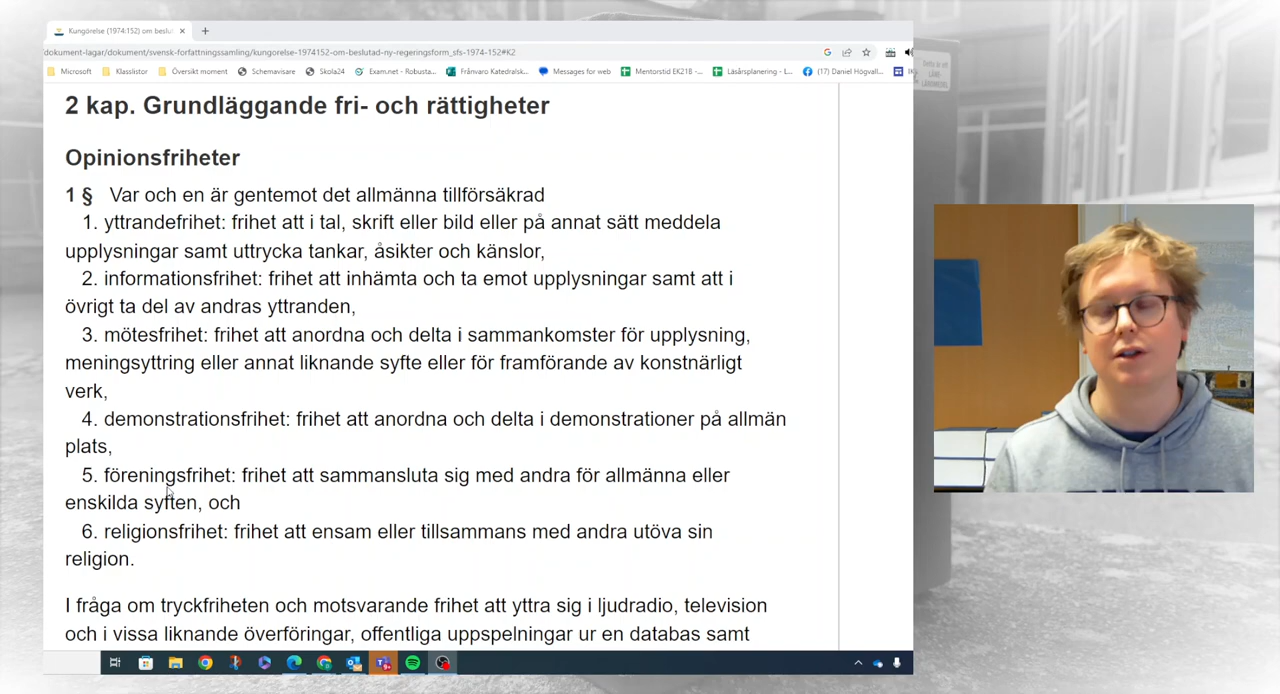 Kungörelse (1974:152) om beslut
dokument-lagar/dokument/svensk-forfattningssamling/kungorelse-1974152-om-beslutad-ny-regeringsform_sfs-1974-152#K2
Microsoft Klasslistor Översikt moment Schemavisare Skola24 Exam.net - Robusta... Frånvaro Katedralsk... Messages for web Mentorstid EK21B -... Läsårsplanering - L... (17) Daniel Högvall...
2 kap. Grundläggande fri- och rättigheter
Opinionsfriheter
1 § Var och en är gentemot det allmänna tillförsäkrad
1. yttrandefrihet: frihet att i tal, skrift eller bild eller på annat sätt meddela
upplysningar samt uttrycka tankar, åsikter och känslor,
2. informationsfrihet: frihet att inhämta och ta emot upplysningar samt att i
övrigt ta del av andras yttranden,
3. mötesfrihet: frihet att anordna och delta i sammankomster för upplysning,
meningsyttring eller annat liknande syfte eller för framförande av konstnärligt
verk,
4. demonstrationsfrihet: frihet att anordna och delta i demonstrationer på allmän
plats,
5. föreningsfrihet: frihet att sammansluta sig med andra för allmänna eller
enskilda syften, och
6. religionsfrihet: frihet att ensam eller tillsammans med andra utöva sin
religion.
I fråga om tryckfriheten och motsvarande frihet att yttra sig i ljudradio, television
och i vissa liknande överföringar, offentliga uppspelningar ur en databas samt